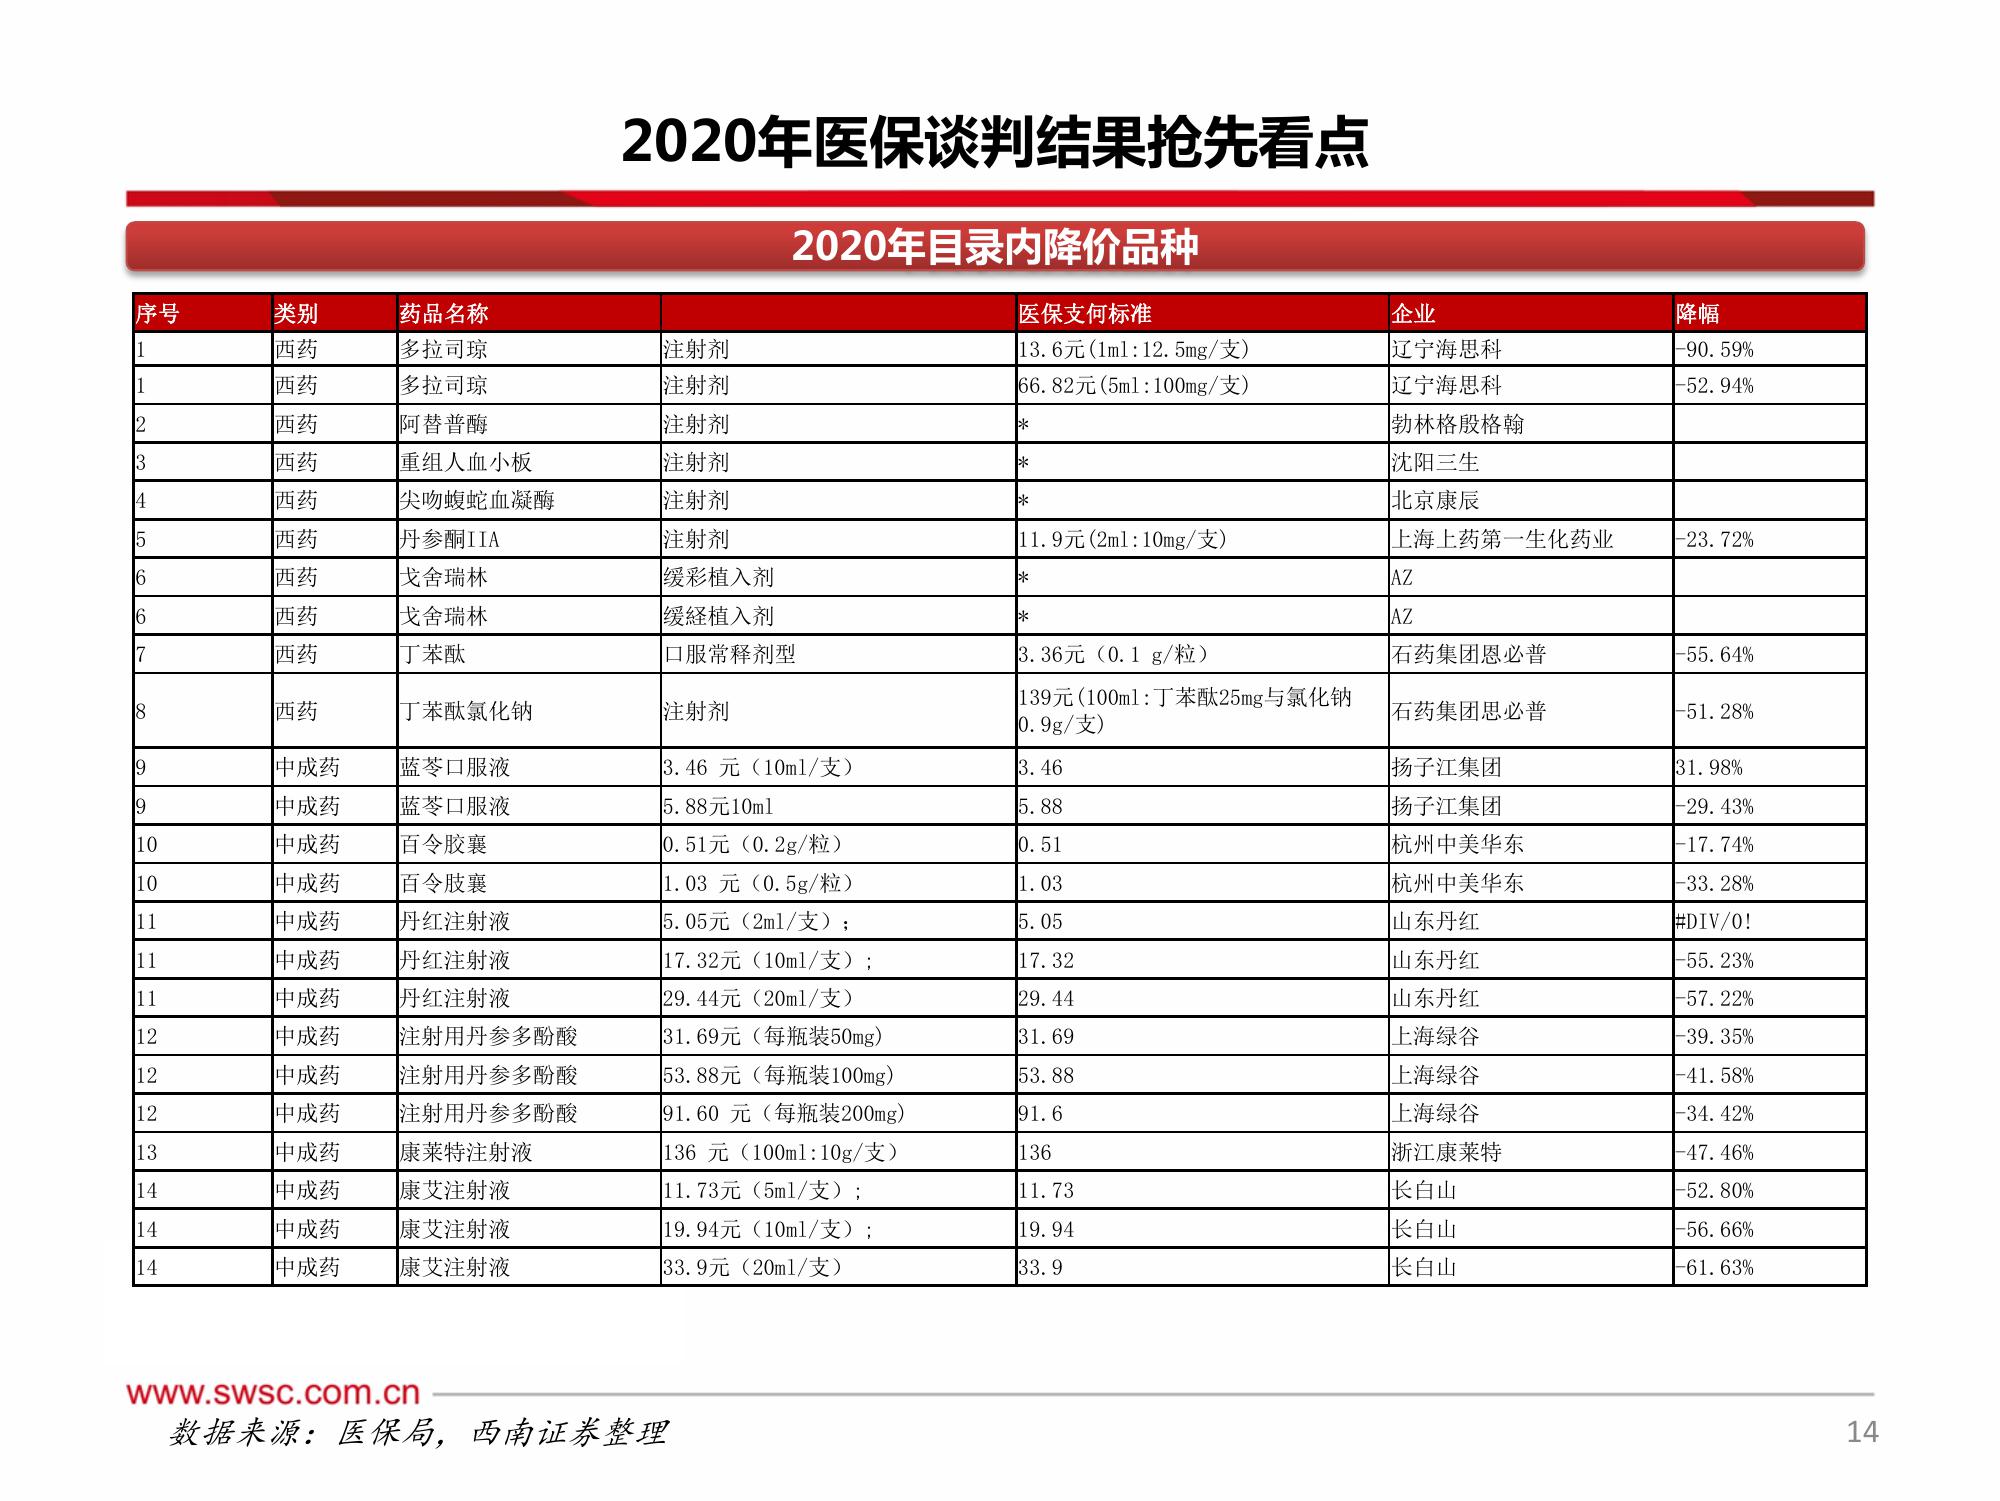 2020年医保谈判结果抢先看点
2020年目录内降价品种
序号 类别 药品名称 医保支何标准 企业 降幅
1 西药 多拉司琼 注射剂 13.6元(1ml:12.5mg/支) 辽宁海思科 -90.59%
1 西药 多拉司琼 注射剂 66.82元(5ml:100mg/支) 辽宁海思科 -52.94%
2 西药 阿替普酶 注射剂 * 勃林格殷格翰
3 西药 重组人血小板 注射剂 * 沈阳三生
4 西药 尖吻蝮蛇血凝酶 注射剂 * 北京康辰
5 西药 丹参酮IIA 注射剂 11.9元(2ml:10mg/支) 上海上药第一生化药业 -23.72%
6 西药 戈舍瑞林 缓彩植入剂 * AZ
6 西药 戈舍瑞林 缓経植入剂 * AZ
7 西药 丁苯酞 口服常释剂型 3.36元（0.1 g/粒） 石药集团恩必普 -55.64%
8 西药 丁苯酞氯化钠 注射剂 139元(100ml:丁苯酞25mg与氯化钠
0.9g/支) 石药集团思必普 -51.28%
9 中成药 蓝芩口服液 3.46 元（10ml/支） 3.46 扬子江集团 31.98%
9 中成药 蓝芩口服液 5.88元10ml 5.88 扬子江集团 -29.43%
10 中成药 百令胶襄 0.51元（0.2g/粒） 0.51 杭州中美华东 -17.74%
10 中成药 百令肢襄 1.03 元（0.5g/粒） 1.03 杭州中美华东 -33.28%
11 中成药 丹红注射液 5.05元（2ml/支）； 5.05 山东丹红 #DIV/0!
11 中成药 丹红注射液 17.32元（10ml/支）; 17.32 山东丹红 -55.23%
11 中成药 丹红注射液 29.44元（20ml/支） 29.44 山东丹红 -57.22%
12 中成药 注射用丹参多酚酸 31.69元（每瓶装50mg) 31.69 上海绿谷 -39.35%
12 中成药 注射用丹参多酚酸 53.88元（每瓶装100mg) 53.88 上海绿谷 -41.58%
12 中成药 注射用丹参多酚酸 91.60 元（每瓶装200mg) 91.6 上海绿谷 -34.42%
13 中成药 康莱特注射液 136 元（100ml:10g/支） 136 浙江康莱特 -47.46%
14 中成药 康艾注射液 11.73元（5ml/支）; 11.73 长白山 -52.80%
14 中成药 康艾注射液 19.94元（10ml/支）; 19.94 长白山 -56.66%
14 中成药 康艾注射液 33.9元（20ml/支） 33.9 长白山 -61.63%
www.swsc.com.cn
数据来源：医保局，西南证券整理
14